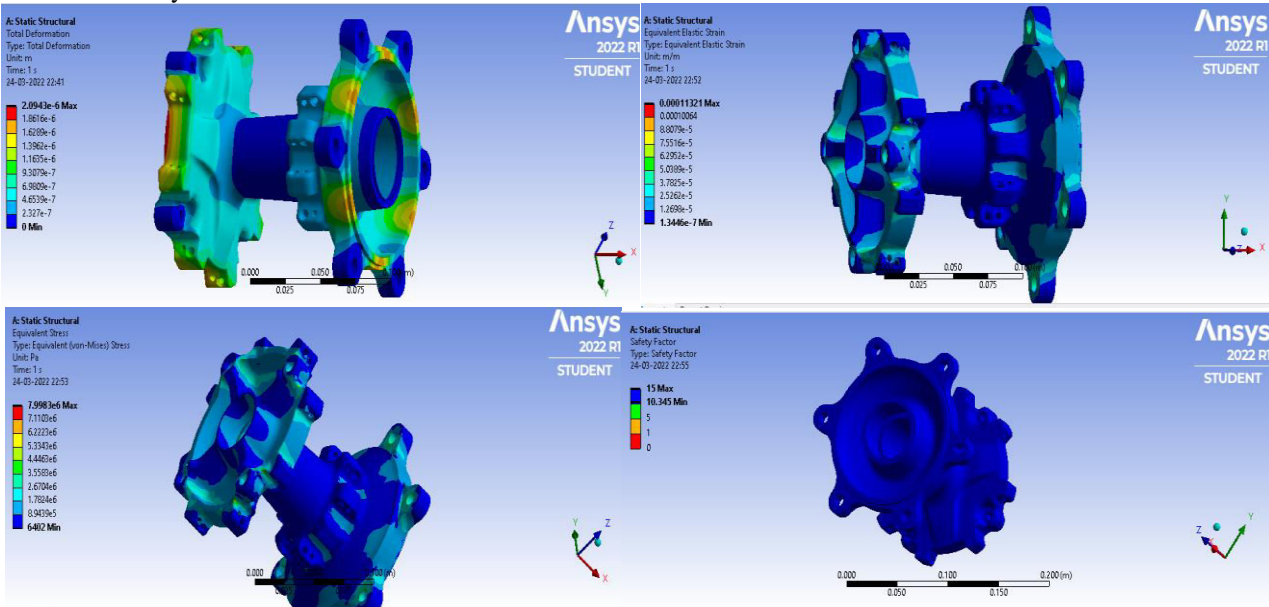 A: Static Structural
Total Deformation
Type: Total Deformation
Unit: m
Time: 1 s
24-03-2022 22:41
2.0943e-6 Max
1.8616e-6
1.6289e-6
1.3962e-6
1.1635e-6
9.3079e-7
6.9809e-7
4.6539e-7
2.327e-7
0 Min
Ansys
2022 R1
STUDENT
0.000
0.050
(m)
0.025
0.075
Z
X
Y
A: Static Structural
Equivalent Elastic Strain
Type: Equivalent Elastic Strain
Unit: m/m
Time: 1 s
24-03-2022 22:52
0.00011321 Max
0.00010064
8.8079e-5
7.5516e-5
6.2952e-5
5.0389e-5
3.7825e-5
2.5262e-5
1.2698e-5
1.3446e-7 Min
Ansys
2022 R1
STUDENT
0.050
0.100 (m)
0.025
0.075
Y
Z
X
A: Static Structural
Equivalent Stress
Type: Equivalent (von-Mises) Stress
Unit: Pa
Time: 1 s
24-03-2022 22:53
7.9983e6 Max
7.1103e6
6.2223e6
5.3343e6
4.4463e6
3.5583e6
2.6704e6
1.7824e6
8.9439e5
6402 Min
Ansys
2022 R1
STUDENT
0.000
(m)
Y
Z
X
A: Static Structural
Safety Factor
Type: Safety Factor
Time: 1 s
24-03-2022 22:55
15 Max
10.345 Min
5
1
0
Ansys
2022 R1
STUDENT
0.000
0.100
0.200 (m)
0.050
0.150
Z
Y